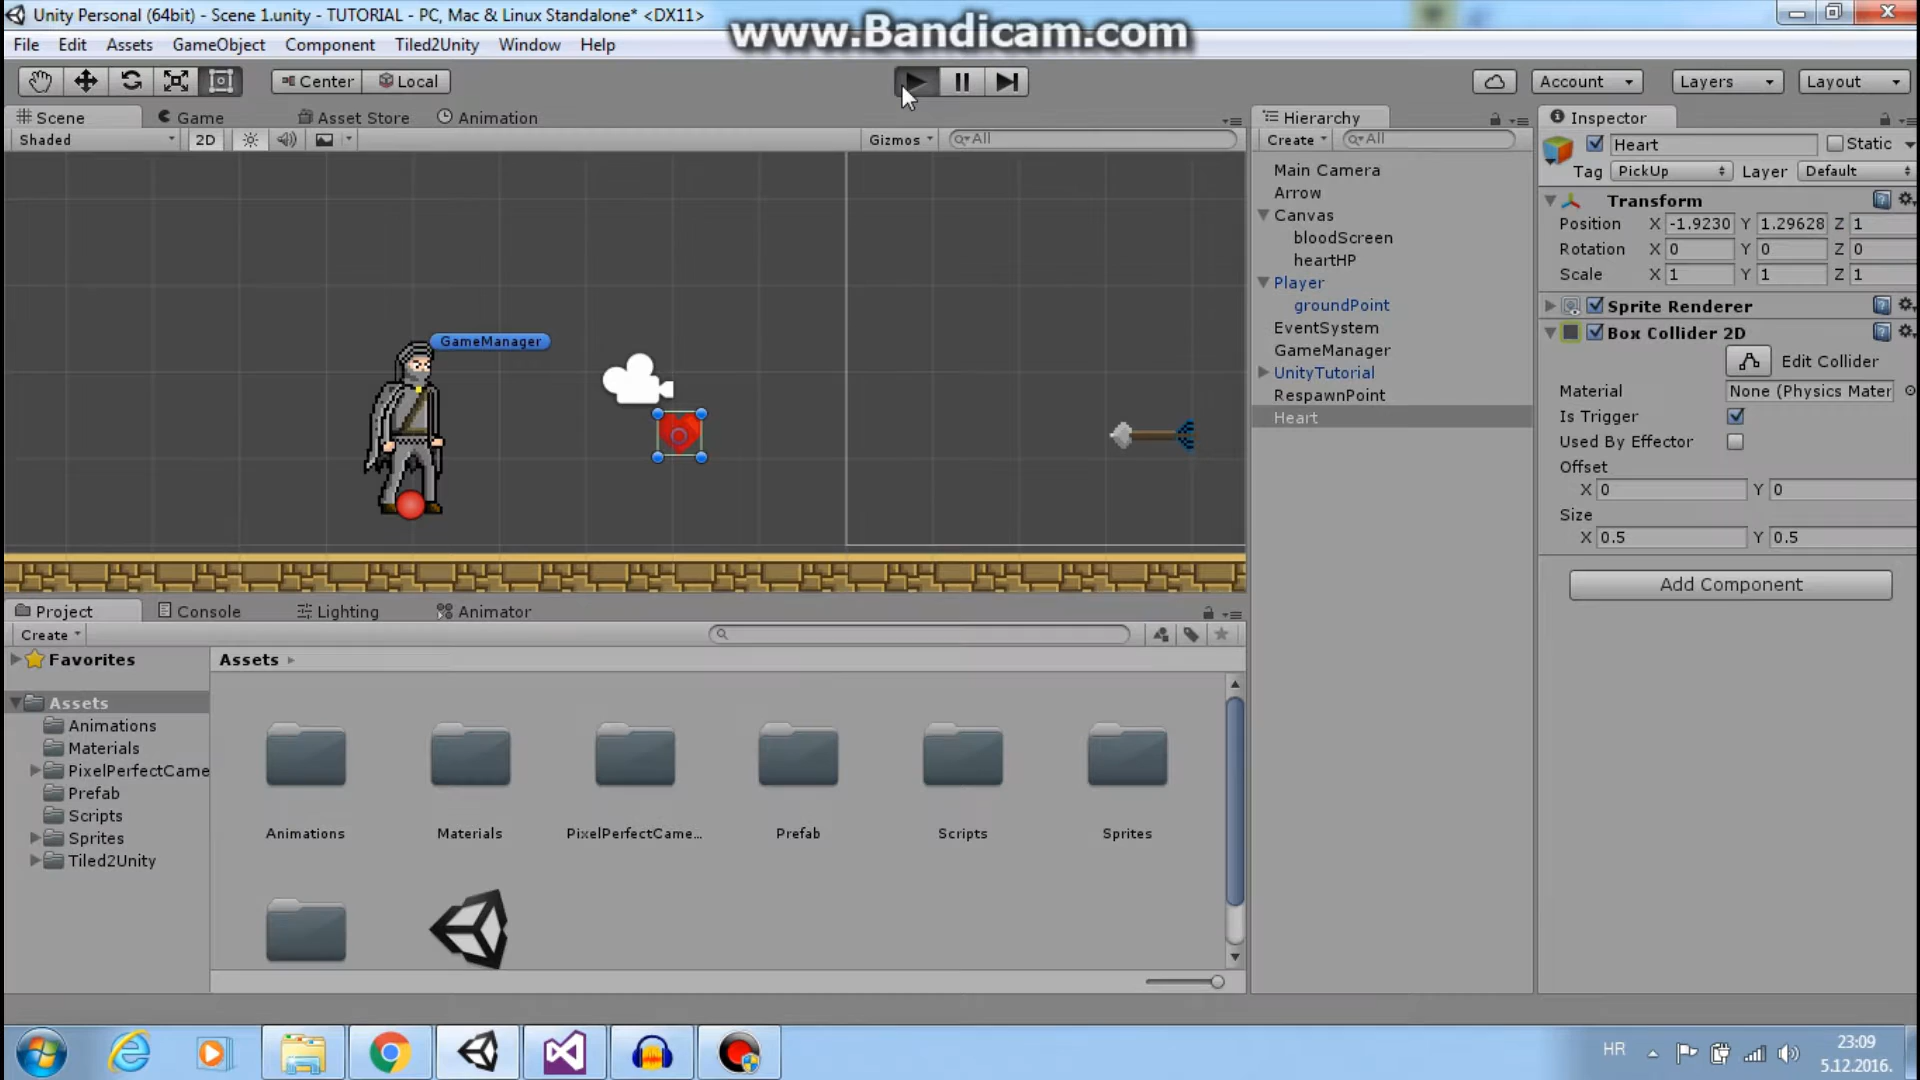 Unity Personal (64bit) - Scene 1.unity - TUTORIAL - PC, Mac & Linux Standalone* <DX11>
www.Bandicam.com
File Edit Assets GameObject Component Tiled2Unity Window Help
Center Local Account Layers Layout
Scene Game Asset Store Animation
Shaded 2D Gizmos All
GameManager
Hierarchy
Create All
Main Camera
Arrow
Canvas
bloodScreen
heartHP
Player
groundPoint
EventSystem
GameManager
UnityTutorial
RespawnPoint
Heart
Inspector
Heart Static
Tag PickUp Layer Default
Transform
Position X -1.9230 Y 1.29628 Z 1
Rotation X 0 Y 0 Z 0
Scale X 1 Y 1 Z 1
Sprite Renderer
Box Collider 2D
Edit Collider
Material None (Physics Mater
Is Trigger
Used By Effector
Offset
X 0 Y 0
Size
X 0.5 Y 0.5
Add Component
Project Console Lighting Animator
Create
Favorites
Assets
Animations
Materials
PixelPerfectCame
Prefab
Scripts
Sprites
Tiled2Unity
Assets
Animations Materials PixelPerfectCame... Prefab Scripts Sprites
HR
23:09
5.12.2016.